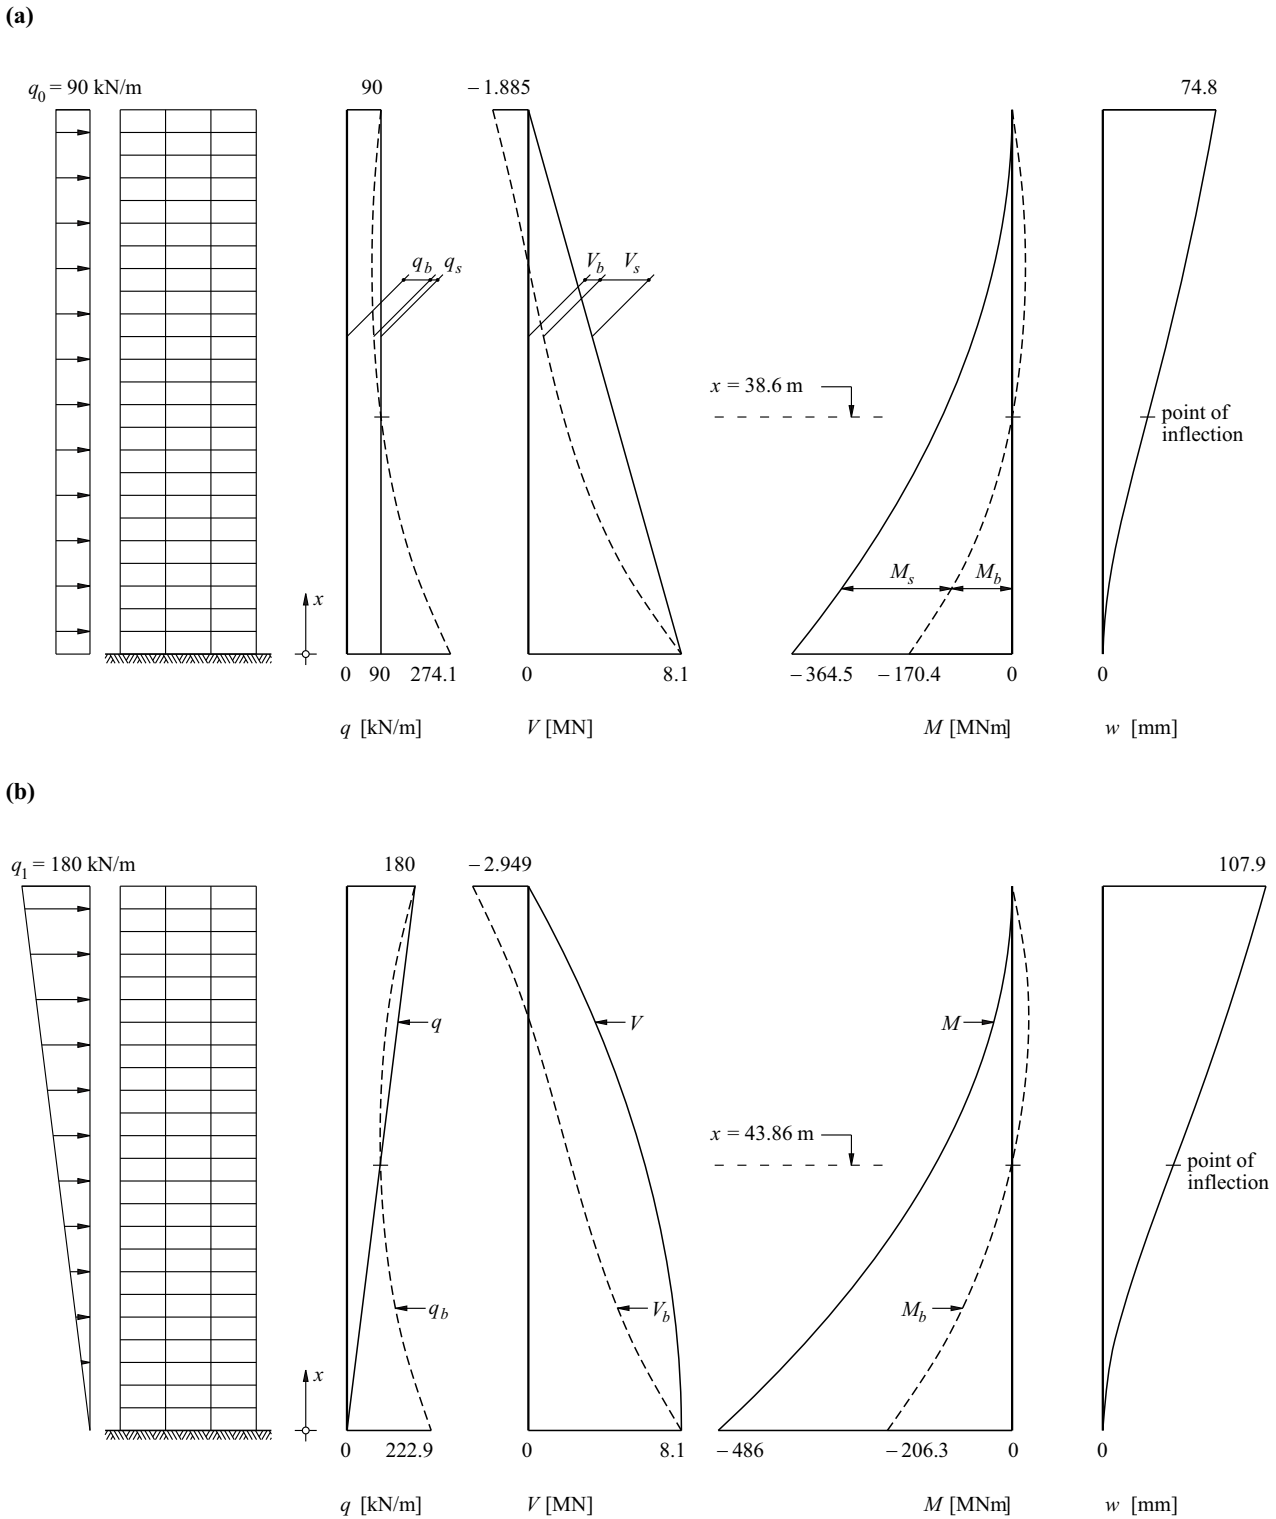 (a)
q0 = 90 kN/m
90
−1.885
74.8
qb qs
Vb Vs
x = 38.6 m
point of
inflection
Ms Mb
x
0 90 274.1
0 8.1
−364.5 −170.4 0
0
q [kN/m]
V [MN]
M [MNm]
w [mm]
(b)
q1 = 180 kN/m
180
−2.949
107.9
q
V
M
x = 43.86 m
point of
inflection
qb
Vb
Mb
x
0 222.9
0 8.1
−486 −206.3 0
0
q [kN/m]
V [MN]
M [MNm]
w [mm]